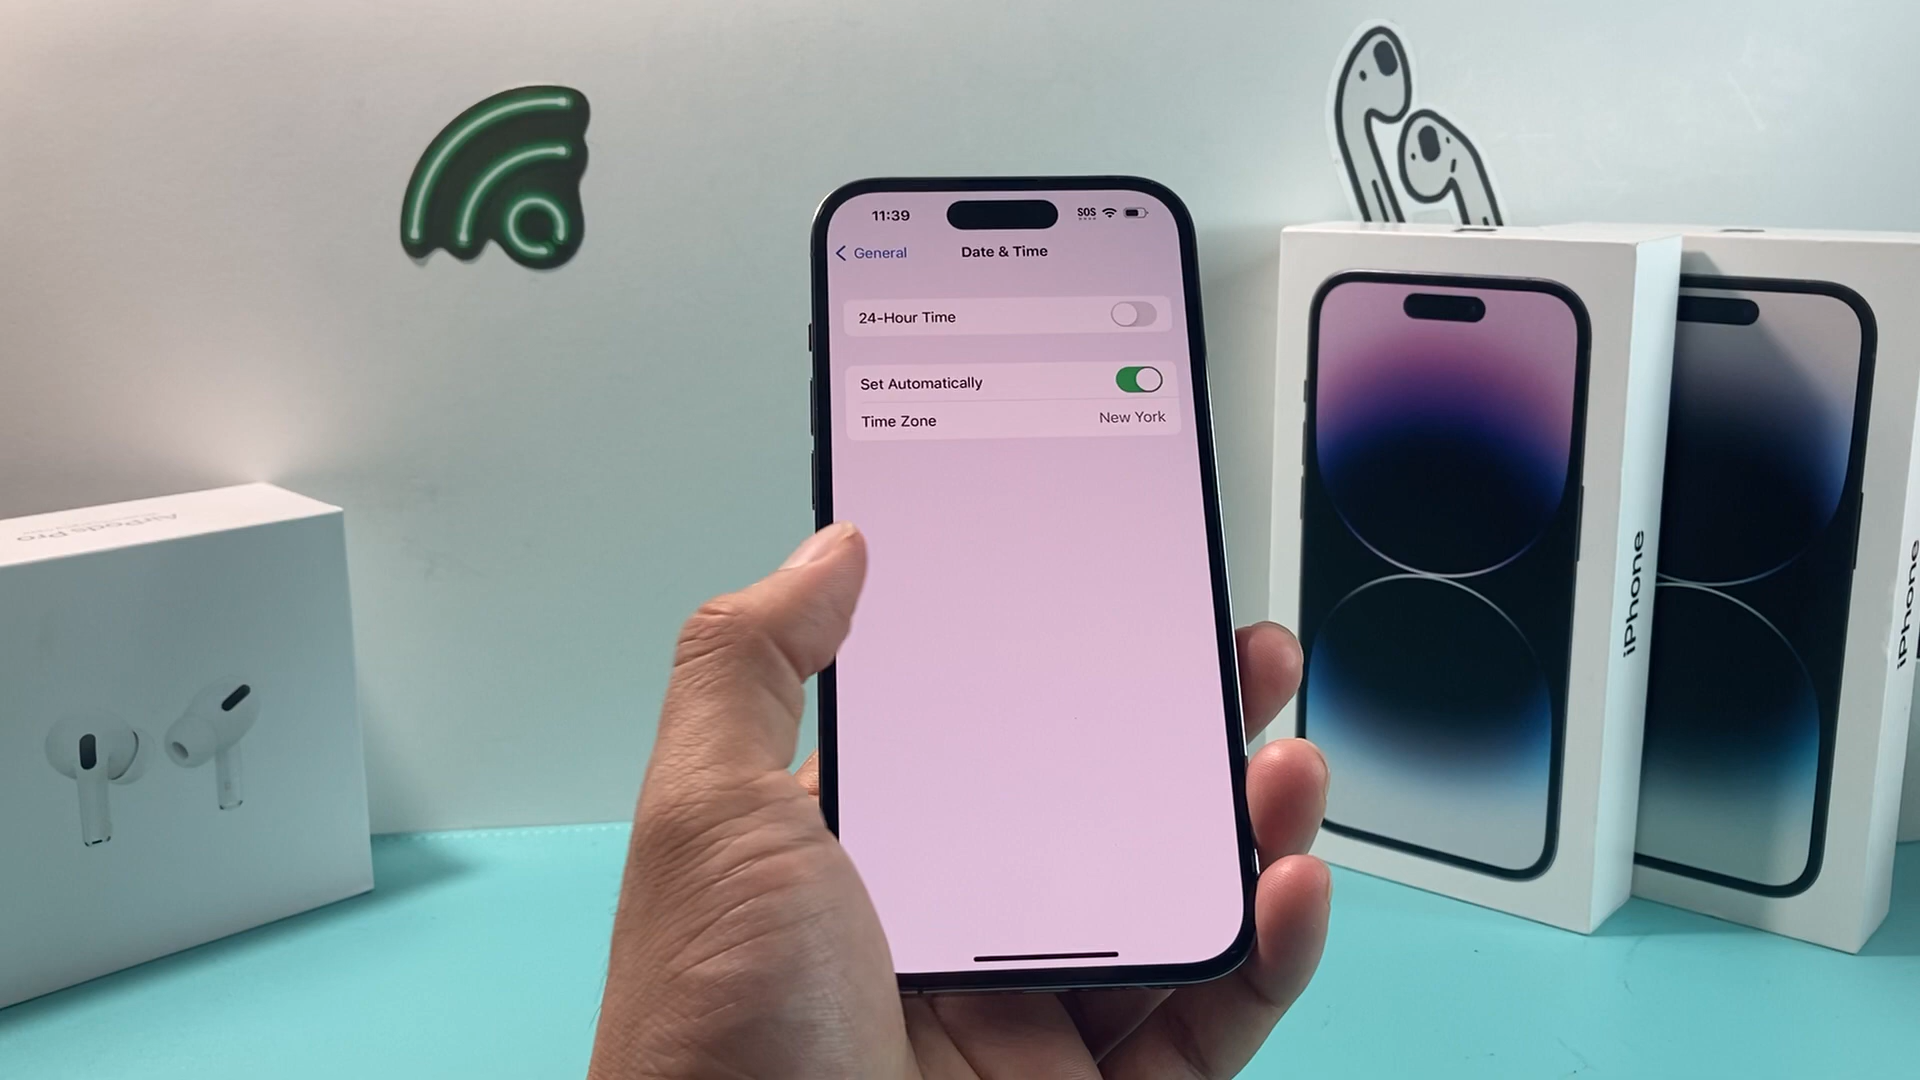 11:39
SOS
General
Date & Time
24-Hour Time
Set Automatically
Time Zone
New York
AirPods Pro
iPhone
iPhone